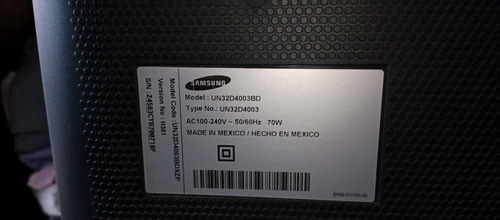 SAMSUNG
Model : UN32D4003BD
Type No.: UN32D4003
AC100-240V ~ 50/60Hz 70W
MADE IN MEXICO / HECHO EN MEXICO
Model Code : UN32D4003BDXZP
Version No : H301
S/N :